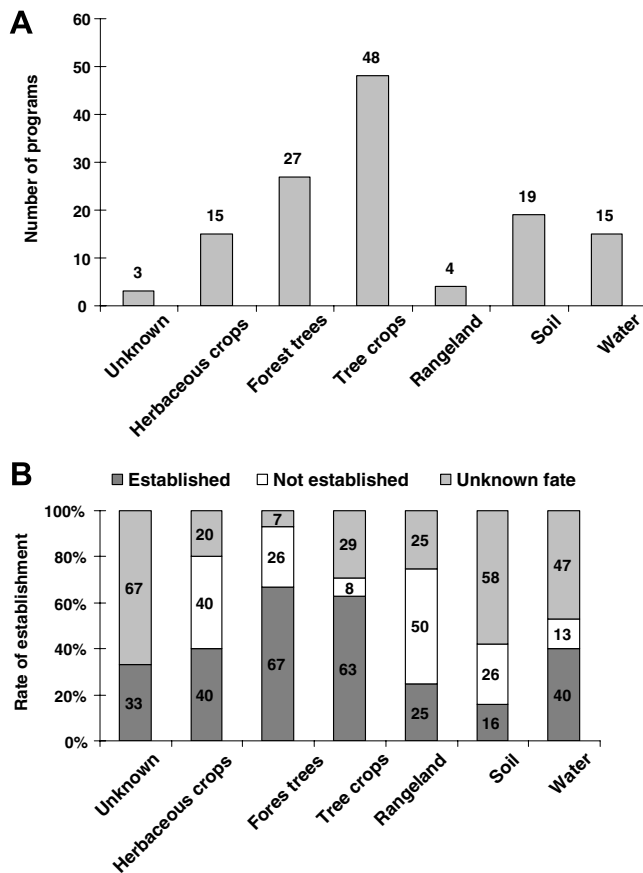 A
Number of programs
60
50
40
30
20
10
0
3
15
27
48
4
19
15
Unknown
Herbaceous crops
Forest trees
Tree crops
Rangeland
Soil
Water
B
Established Not established Unknown fate
Rate of establishment
100%
80%
60%
40%
20%
0%
67
33
20
40
40
7
26
67
29
8
63
25
50
25
58
26
16
47
13
40
Unknown
Herbaceous crops
Fores trees
Tree crops
Rangeland
Soil
Water